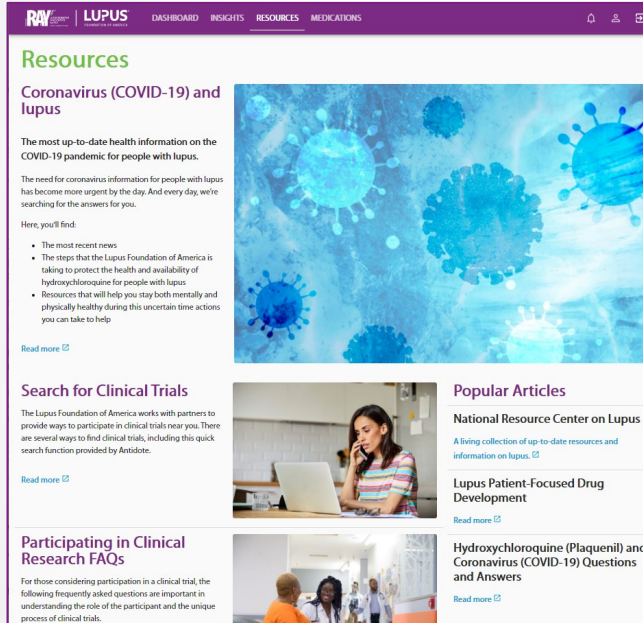 RAY LUPUS DASHBOARD INSIGHTS RESOURCES MEDICATIONS
FOUNDATION OF AMERICA
Resources
Coronavirus (COVID-19) and
lupus
The most up-to-date health information on the
COVID-19 pandemic for people with lupus.
The need for coronavirus information for people with lupus
has become more urgent by the day. And every day, we're
searching for the answers for you.
Here, you'll find:
• The most recent news
• The steps that the Lupus Foundation of America is
taking to protect the health and availability of
hydroxychloroquine for people with lupus
• Resources that will help you stay both mentally and
physically healthy during this uncertain time actions
you can take to help
Read more
Search for Clinical Trials
The Lupus Foundation of America works with partners to
provide ways to participate in clinical trials near you. There
are several ways to find clinical trials, including this quick
search function provided by Antidote.
Read more
Participating in Clinical
Research FAQs
For those considering participation in a clinical trial, the
following frequently asked questions are important in
understanding the role of the participant and the unique
process of clinical trials.
Popular Articles
National Resource Center on Lupus
A living collection of up-to-date resources and
information on lupus.
Lupus Patient-Focused Drug
Development
Read more
Hydroxychloroquine (Plaquenil) and
Coronavirus (COVID-19) Questions
and Answers
Read more